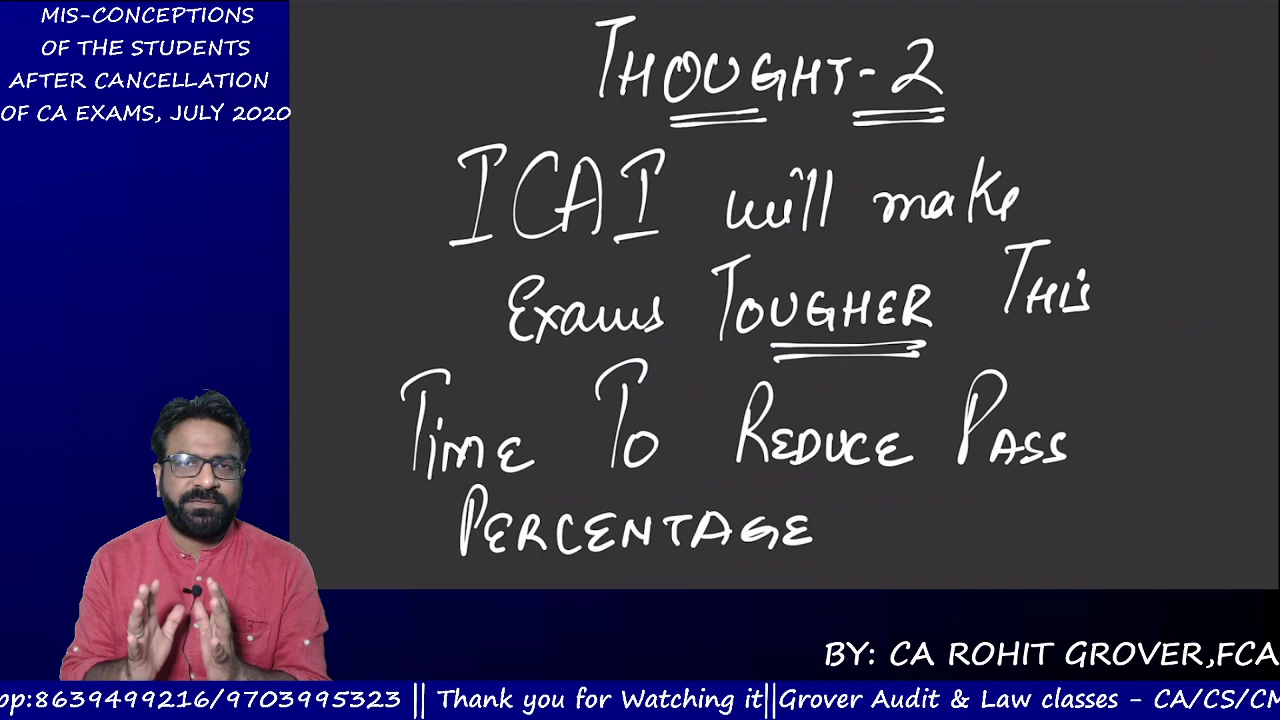 MIS-CONCEPTIONS
OF THE STUDENTS
AFTER CANCELLATION
OF CA EXAMS, JULY 2020
THOUGHT-2
ICAI will make
Exams TOUGHER THIS
TIME TO REDUCE PASS
PERCENTAGE
BY: CA ROHIT GROVER,FCA
pp:8639499216/9703995323 || Thank you for Watching it||Grover Audit & Law classes - CA/CS/CM